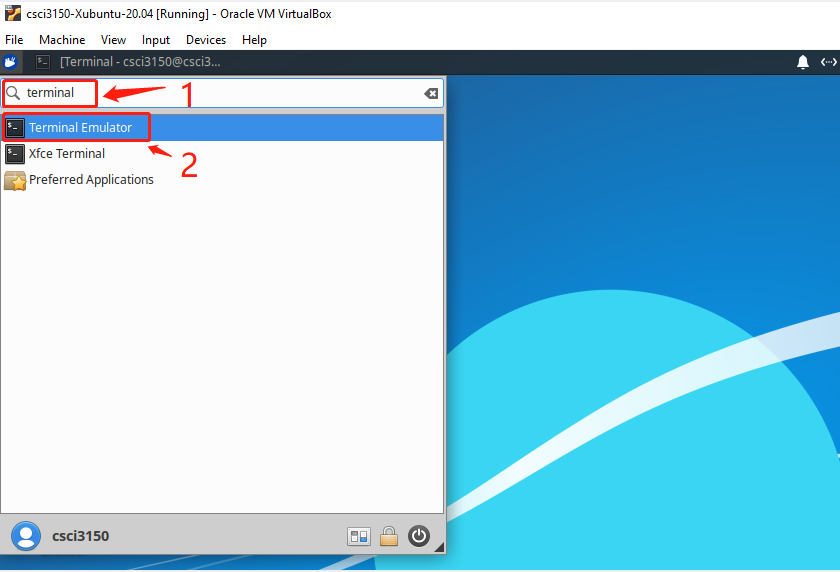 csci3150-Xubuntu-20.04 [Running] - Oracle VM VirtualBox
File Machine View Input Devices Help
[Terminal - csci3150@csci3...
terminal
1
Terminal Emulator
2
Xfce Terminal
Preferred Applications
csci3150